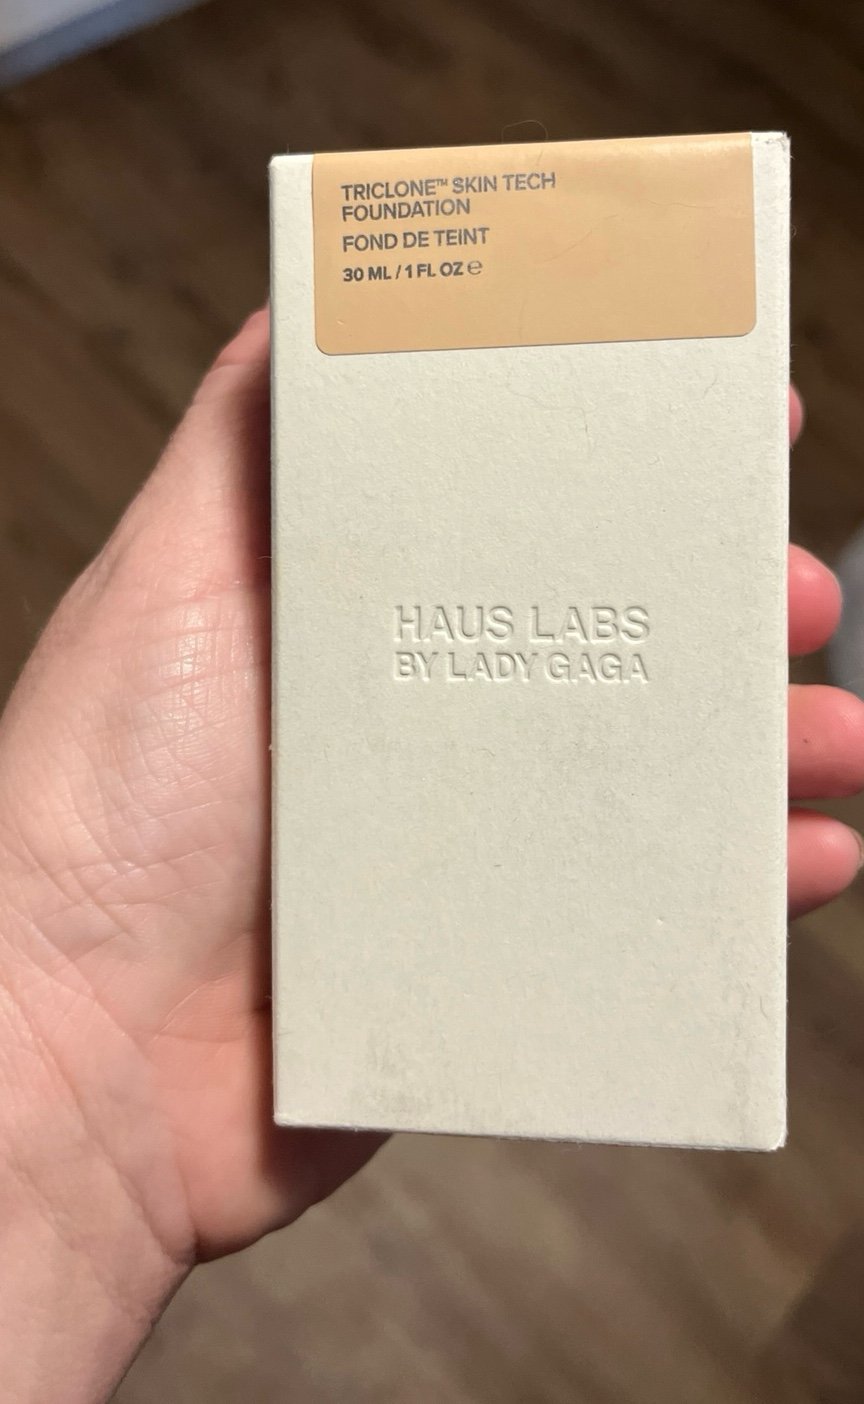 TRICLONE™ SKIN TECH
FOUNDATION
FOND DE TEINT
30 ML / 1 FL OZ ℮
HAUS LABS
BY LADY GAGA